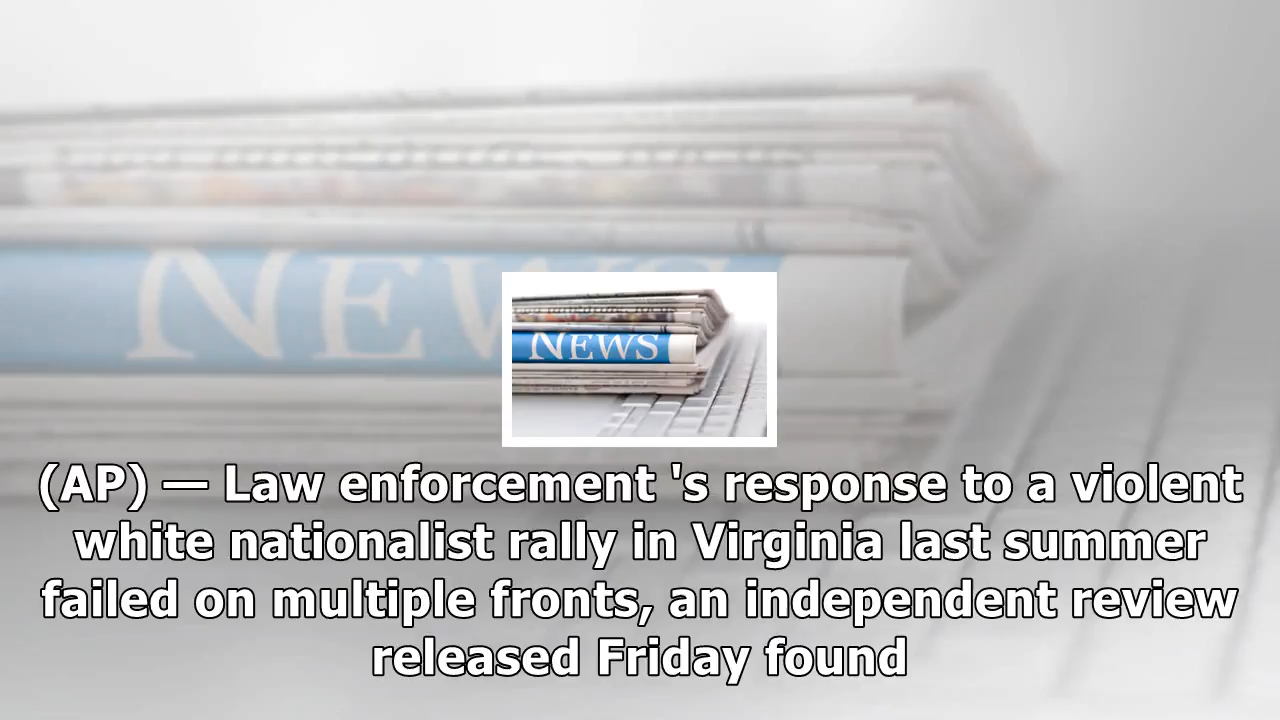 NEWS
NEWS
(AP) — Law enforcement 's response to a violent
white nationalist rally in Virginia last summer
failed on multiple fronts, an independent review
released Friday found